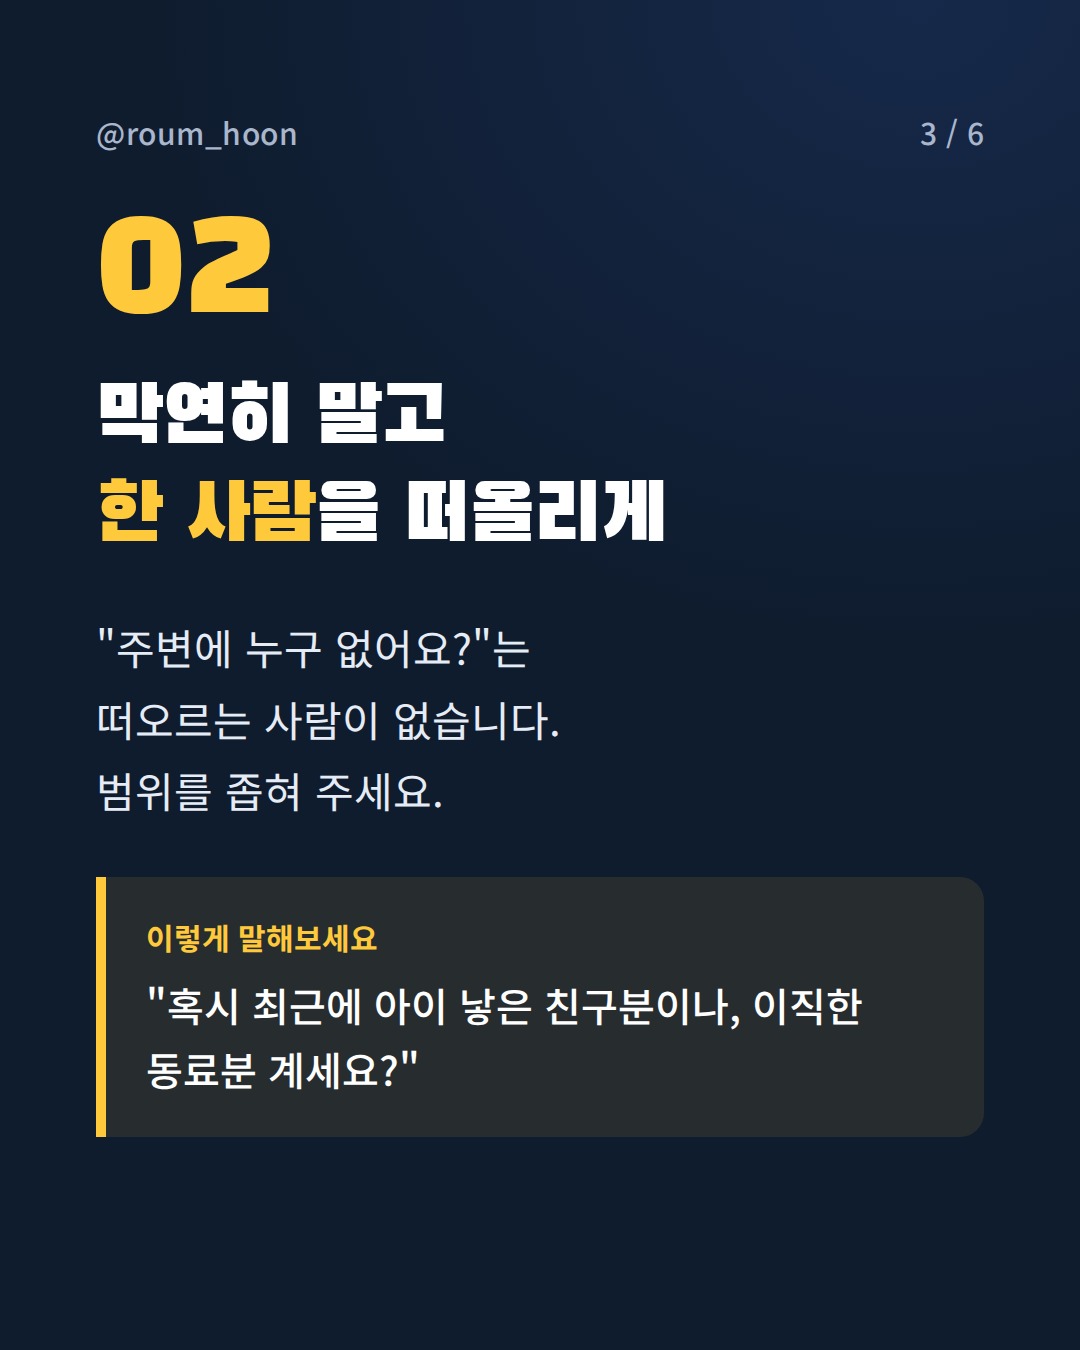 @roum_hoon
3 / 6
02
막연히 말고
한 사람을 떠올리게
"주변에 누구 없어요?"는
떠오르는 사람이 없습니다.
범위를 좁혀 주세요.
이렇게 말해보세요
"혹시 최근에 아이 낳은 친구분이나, 이직한
동료분 계세요?"